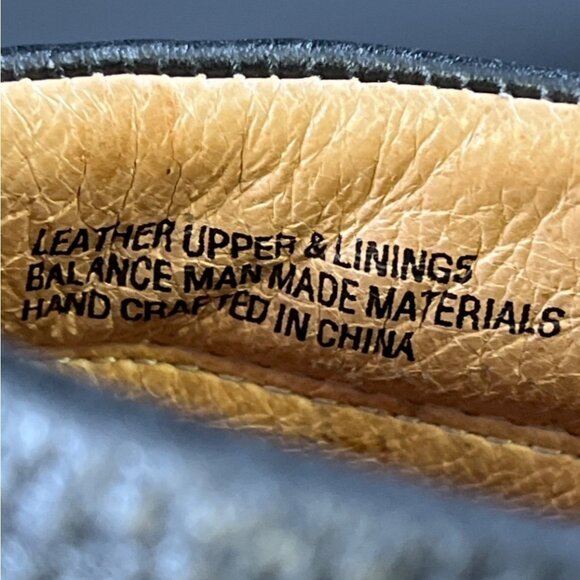 LEATHER UPPER & LININGS
BALANCE MAN MADE MATERIALS
HAND CRAFTED IN CHINA